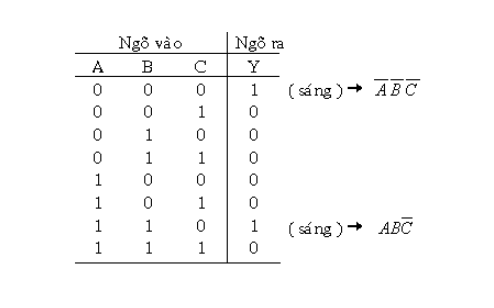 Ngõ vào Ngõ ra
A B C Y
0 0 0 1 ( sáng ) → A̅ B̅ C̅
0 0 1 0
0 1 0 0
0 1 1 0
1 0 0 0
1 0 1 0
1 1 0 1 ( sáng ) → ABC̅
1 1 1 0